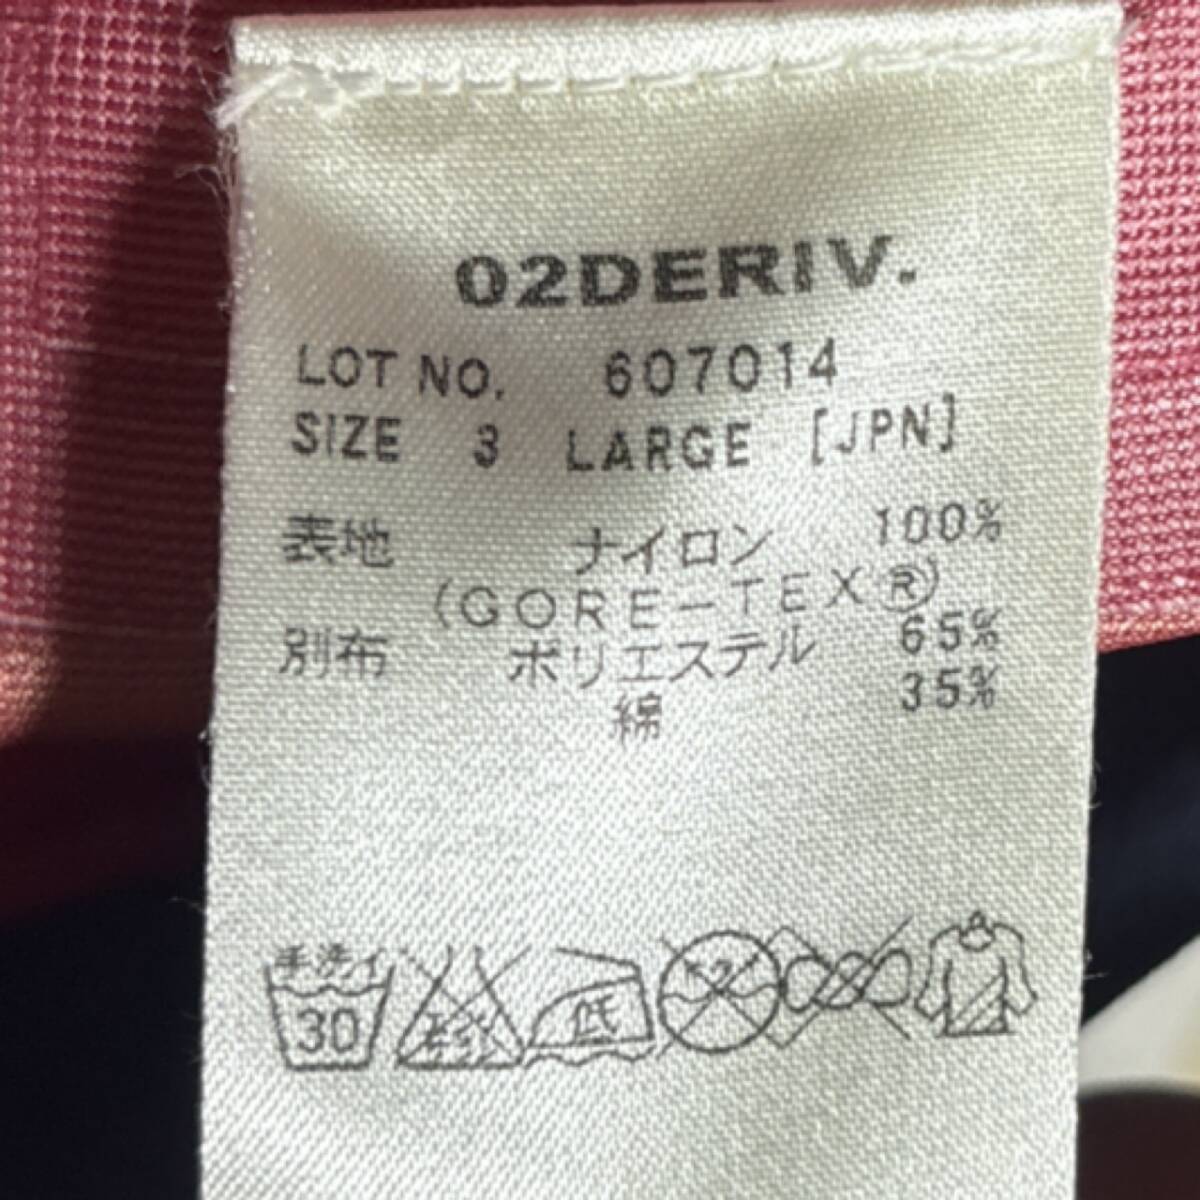 02DERIV.
LOT NO. 607014
SIZE 3 LARGE [JPN]
表地 ナイロン 100%
(GORE-TEX®)
別布 ポリエステル 65%
綿 35%
手洗イ
30
低